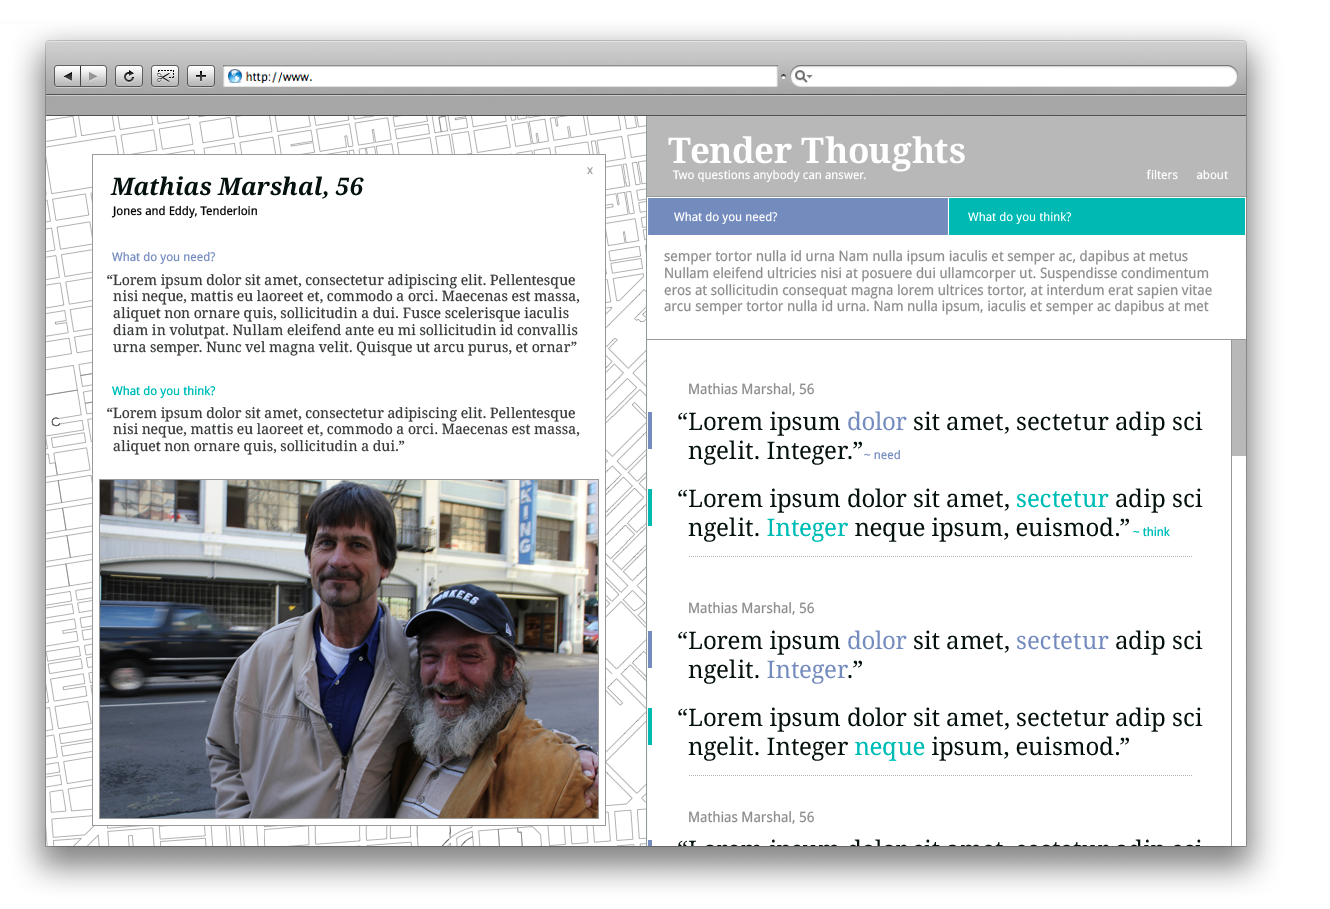 http://www.
Mathias Marshal, 56
x
Jones and Eddy, Tenderloin
What do you need?
“Lorem ipsum dolor sit amet, consectetur adipiscing elit. Pellentesque
nisi neque, mattis eu laoreet et, commodo a orci. Maecenas est massa,
aliquet non ornare quis, sollicitudin a dui. Fusce scelerisque iaculis
diam in volutpat. Nullam eleifend ante eu mi sollicitudin id convallis
urna semper. Nunc vel magna velit. Quisque ut arcu purus, et ornar”
What do you think?
“Lorem ipsum dolor sit amet, consectetur adipiscing elit. Pellentesque
nisi neque, mattis eu laoreet et, commodo a orci. Maecenas est massa,
aliquet non ornare quis, sollicitudin a dui.”
KING
YANKEES
C
Tender Thoughts
Two questions anybody can answer.
filters about
What do you need?
What do you think?
semper tortor nulla id urna Nam nulla ipsum iaculis et semper ac, dapibus at metus
Nullam eleifend ultricies nisi at posuere dui ullamcorper ut. Suspendisse condimentum
eros at sollicitudin consequat magna lorem ultrices tortor, at interdum erat sapien vitae
arcu semper tortor nulla id urna. Nam nulla ipsum, iaculis et semper ac dapibus at met
Mathias Marshal, 56
“Lorem ipsum dolor sit amet, sectetur adip sci
ngelit. Integer.” ~ need
“Lorem ipsum dolor sit amet, sectetur adip sci
ngelit. Integer neque ipsum, euismod.” ~ think
Mathias Marshal, 56
“Lorem ipsum dolor sit amet, sectetur adip sci
ngelit. Integer.”
“Lorem ipsum dolor sit amet, sectetur adip sci
ngelit. Integer neque ipsum, euismod.”
Mathias Marshal, 56
“Lorem ipsum dolor sit amet, sectetur adip sci